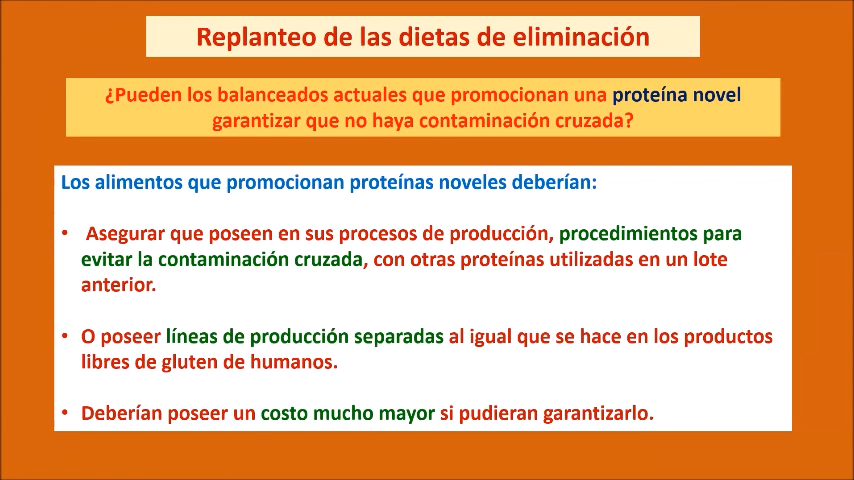 Replanteo de las dietas de eliminación
¿Pueden los balanceados actuales que promocionan una proteína novel
garantizar que no haya contaminación cruzada?
Los alimentos que promocionan proteínas noveles deberían:
• Asegurar que poseen en sus procesos de producción, procedimientos para
evitar la contaminación cruzada, con otras proteínas utilizadas en un lote
anterior.
• O poseer líneas de producción separadas al igual que se hace en los productos
libres de gluten de humanos.
• Deberían poseer un costo mucho mayor si pudieran garantizarlo.